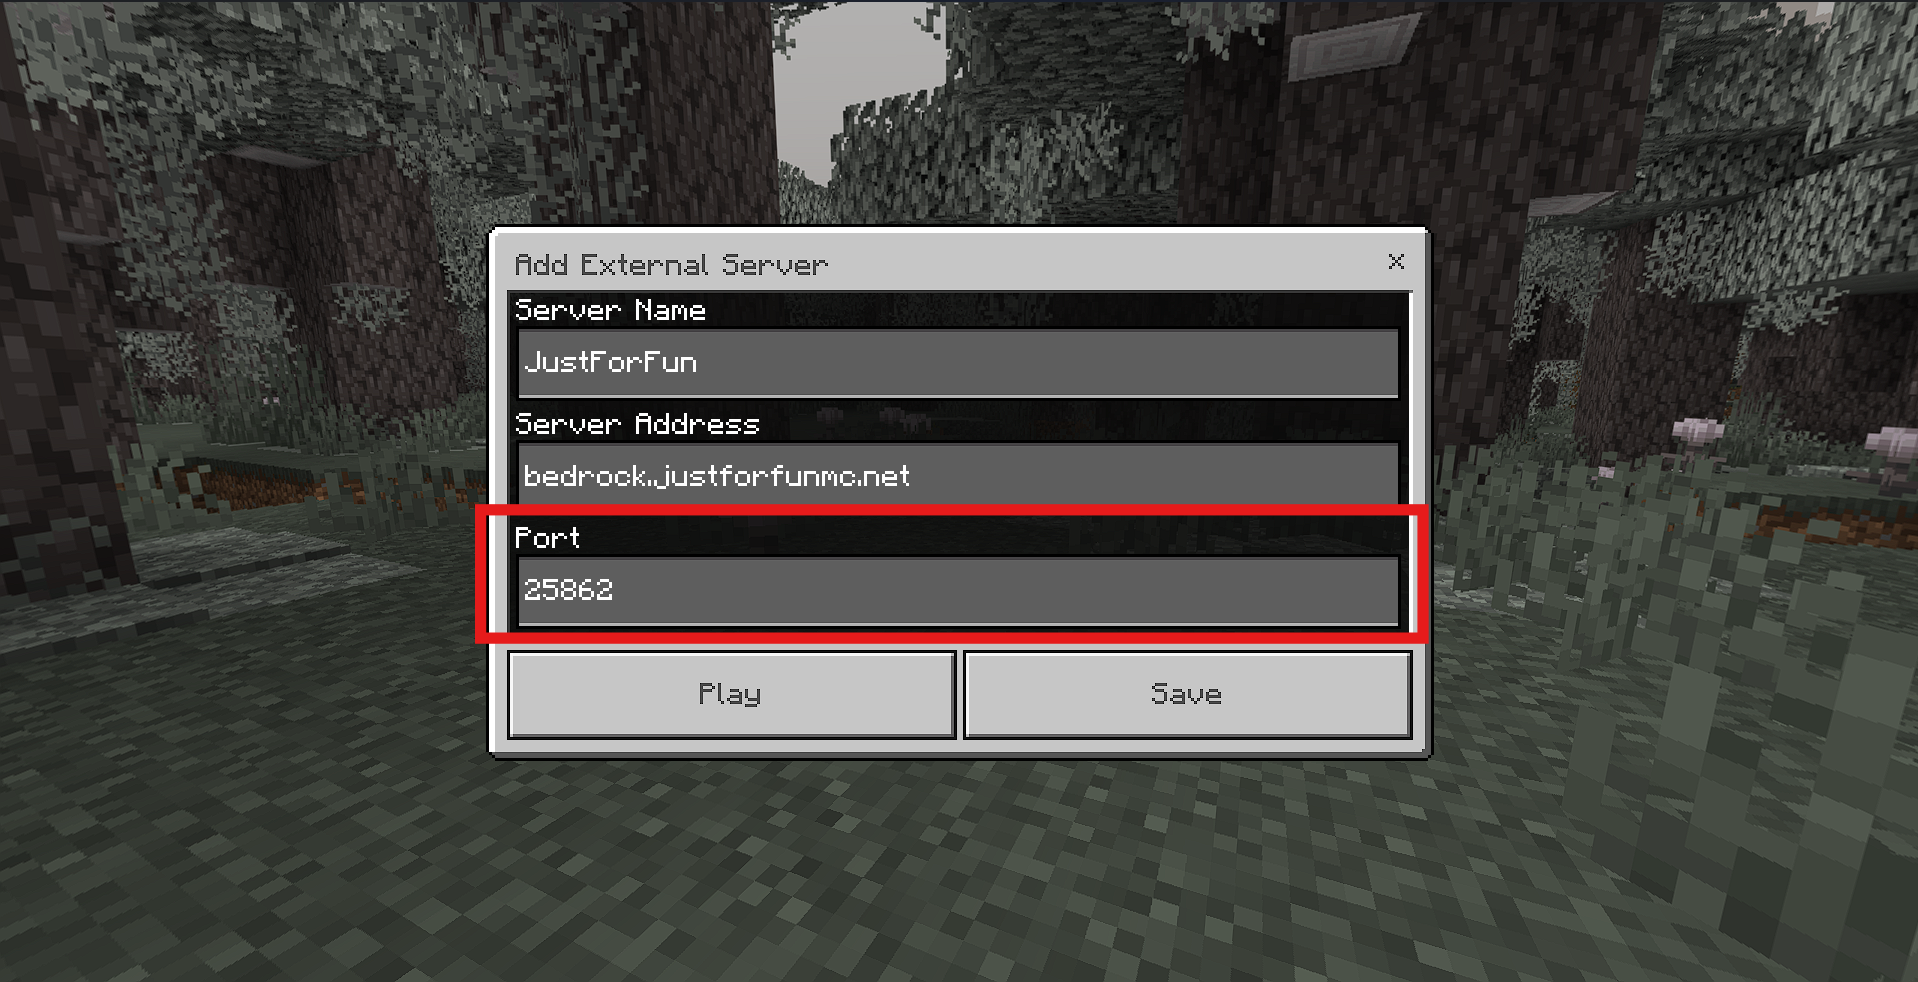 Add External Server
Server Name
JustForFun
Server Address
bedrock.justforfunmc.net
Port
25862
Play
Save